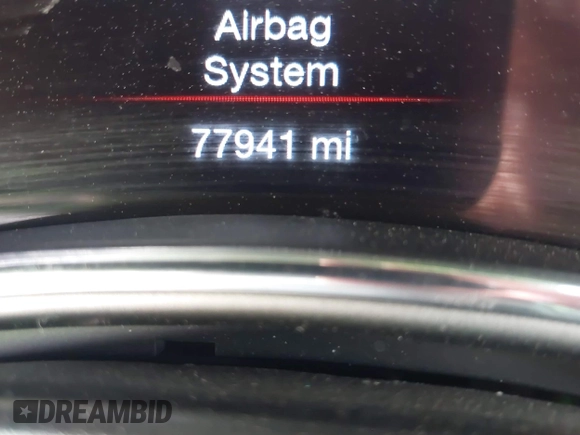 Airbag
System
77941 mi
DREAMBID